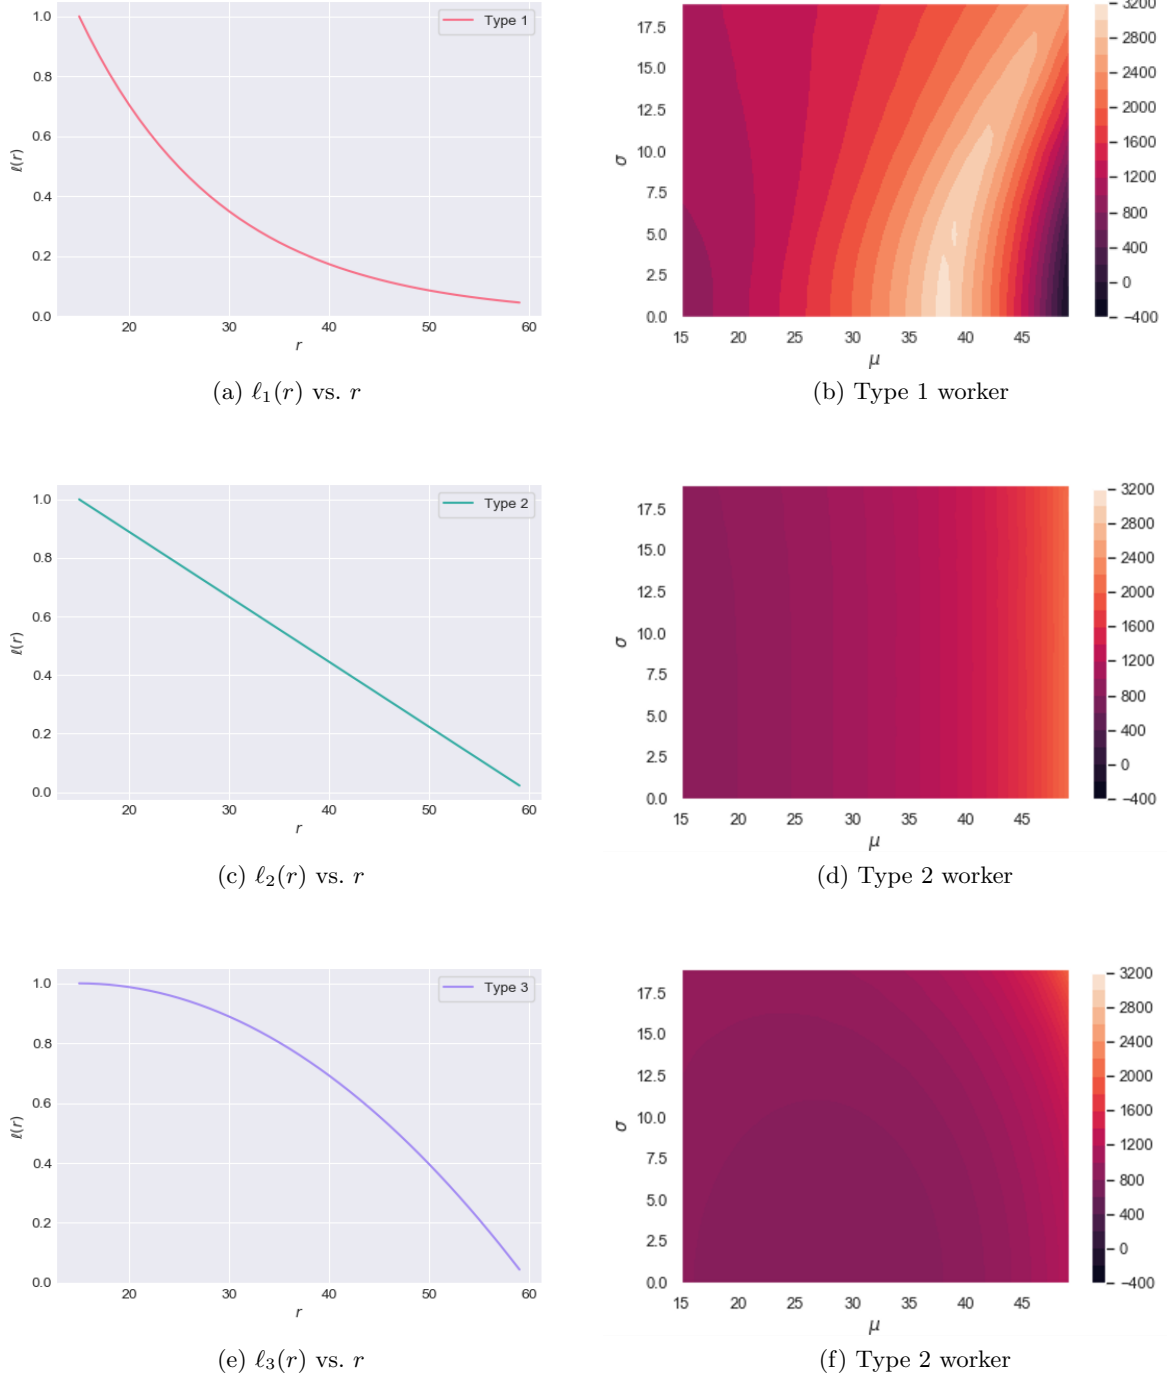 Type 1
1.0
0.8
0.6
0.4
0.2
0.0
ℓ(r)
20 30 40 50 60
r
(a) ℓ₁(r) vs. r
17.5
15.0
12.5
10.0
7.5
5.0
2.5
0.0
σ
15 20 25 30 35 40 45
μ
3200
2800
2400
2000
1600
1200
800
400
0
−400
(b) Type 1 worker
Type 2
1.0
0.8
0.6
0.4
0.2
0.0
ℓ(r)
20 30 40 50 60
r
(c) ℓ₂(r) vs. r
17.5
15.0
12.5
10.0
7.5
5.0
2.5
0.0
σ
15 20 25 30 35 40 45
μ
3200
2800
2400
2000
1600
1200
800
400
0
−400
(d) Type 2 worker
Type 3
1.0
0.8
0.6
0.4
0.2
0.0
ℓ(r)
20 30 40 50 60
r
(e) ℓ₃(r) vs. r
17.5
15.0
12.5
10.0
7.5
5.0
2.5
0.0
σ
15 20 25 30 35 40 45
μ
3200
2800
2400
2000
1600
1200
800
400
0
−400
(f) Type 2 worker